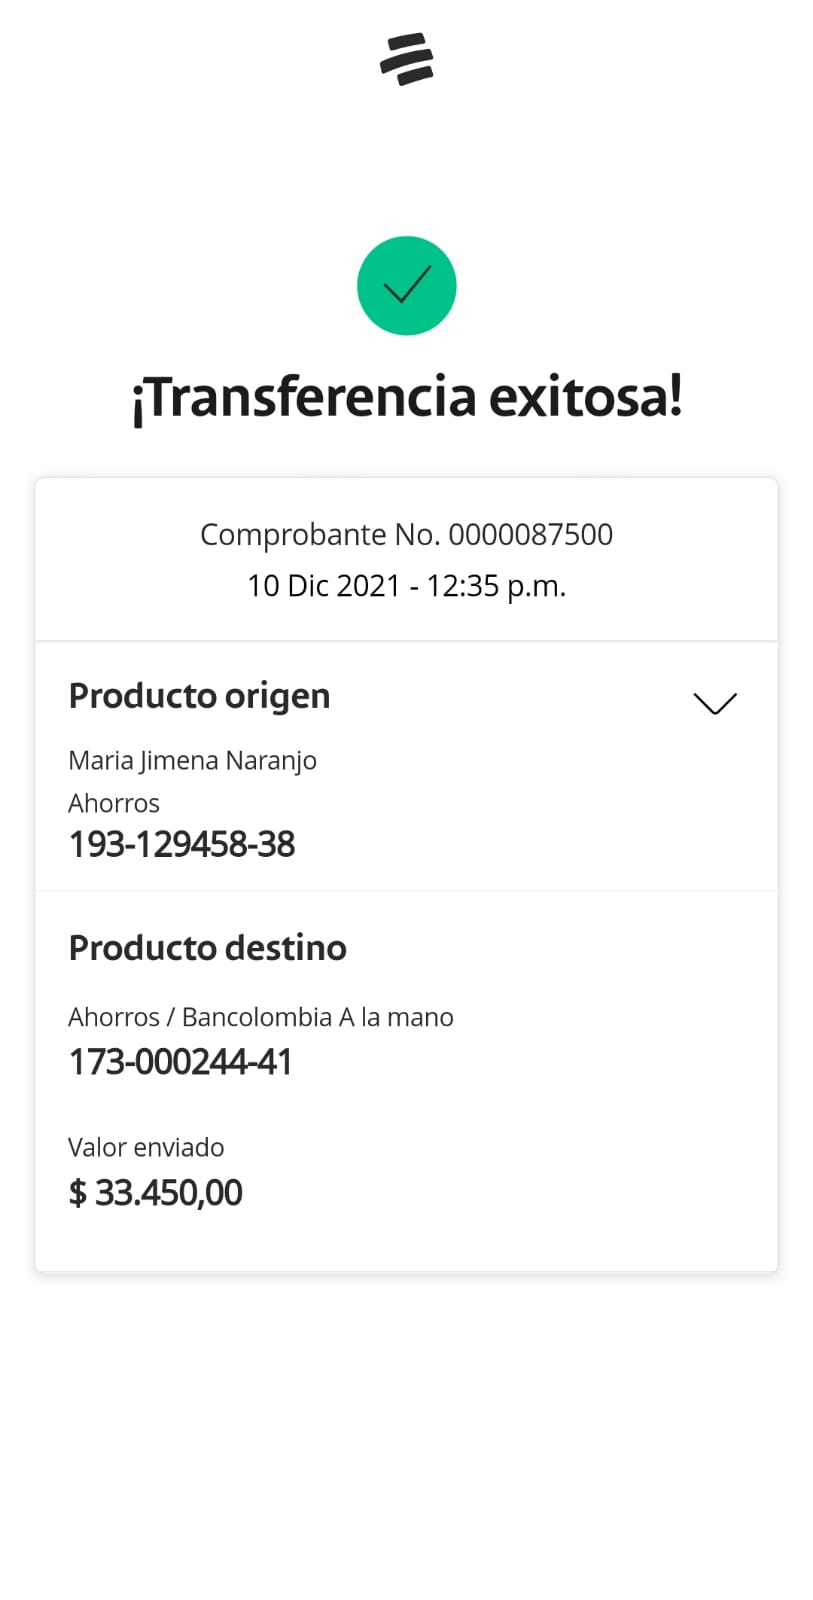 ¡Transferencia exitosa!
Comprobante No. 0000087500
10 Dic 2021 - 12:35 p.m.
Producto origen
Maria Jimena Naranjo
Ahorros
193-129458-38
Producto destino
Ahorros / Bancolombia A la mano
173-000244-41
Valor enviado
$ 33.450,00